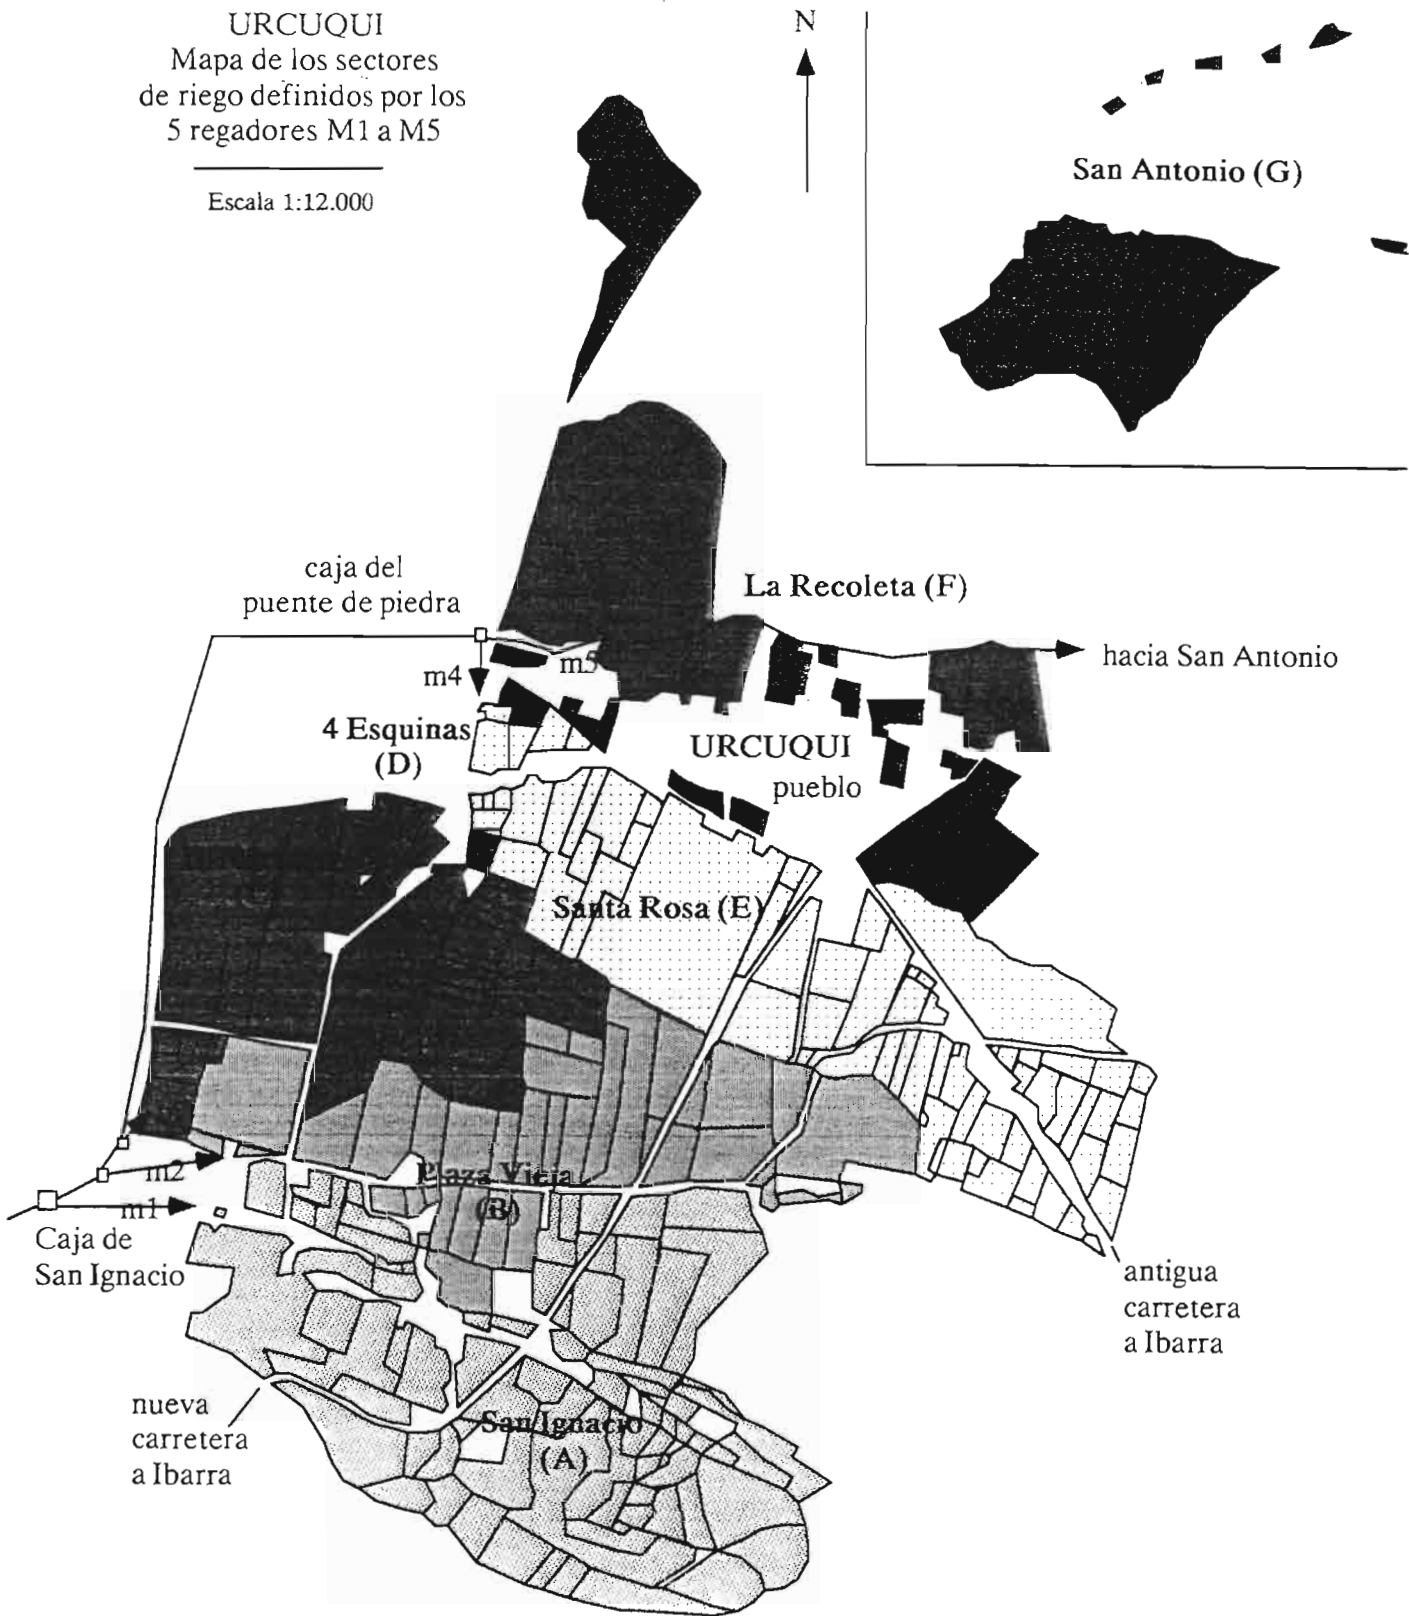 URCUQUI
Mapa de los sectores
de riego definidos por los
5 regadores M1 a M5
Escala 1:12.000
N
San Antonio (G)
caja del
puente de piedra
La Recoleta (F)
hacia San Antonio
m4
m5
4 Esquinas
(D)
URCUQUI
pueblo
Santa Rosa (E)
m2
m1
Plaza Vieja
(B)
Caja de
San Ignacio
antigua
carretera
a Ibarra
nueva
carretera
a Ibarra
San Ignacio
(A)